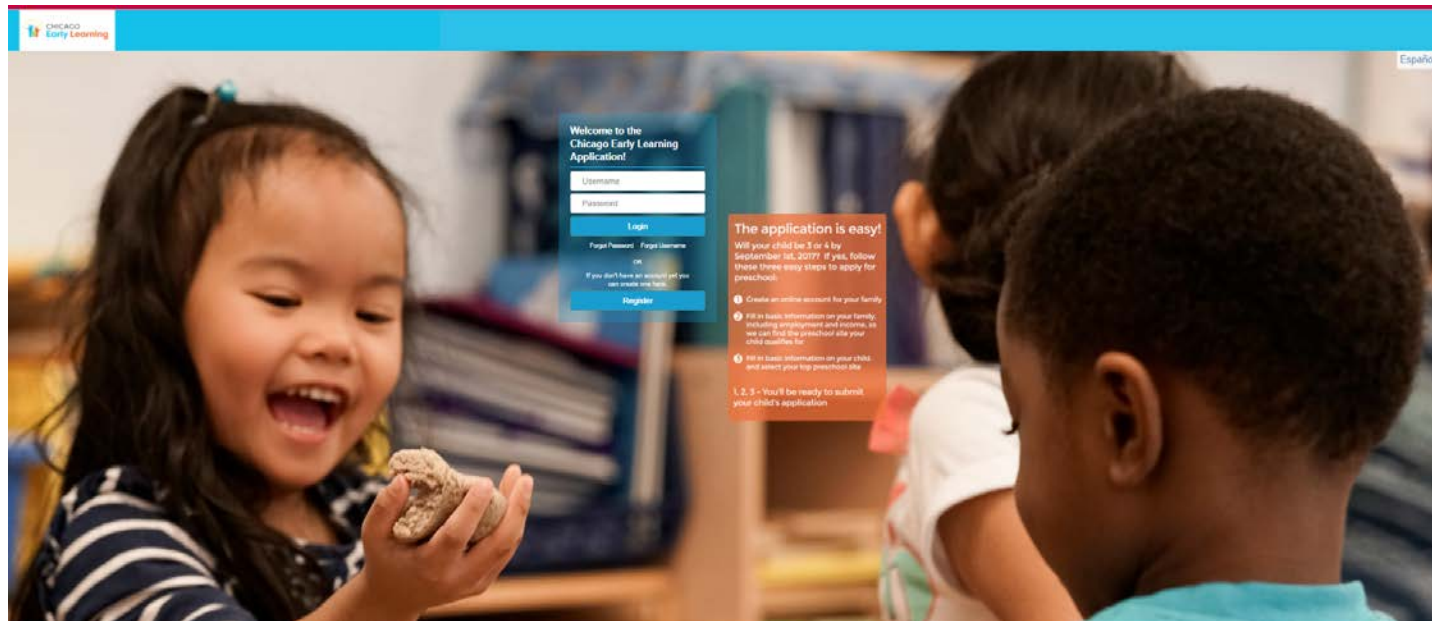 CHICAGO
Early Learning
Españo
Welcome to the
Chicago Early Learning
Application!
Username
Password
Login
Forgot Password Forgot Username
OR
If you don't have an account yet you
can create one here.
Register
The application is easy!
Will your child be 3 or 4 by
September 1st, 2017? If yes, follow
these three easy steps to apply for
preschool:
1 Create an online account for your family
2 Fill in basic information on your family,
including employment and income, so
we can find the preschool site your
child qualifies for
3 Fill in basic information on your child
and select your top preschool site
1, 2, 3 - You'll be ready to submit
your child's application